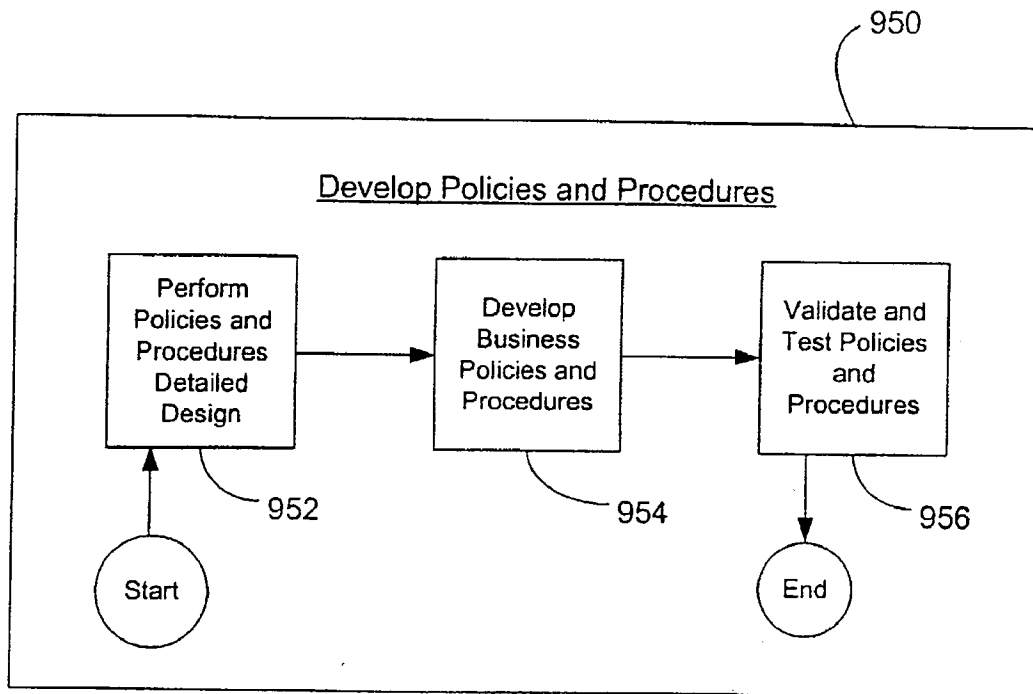 950
Develop Policies and Procedures
Perform
Policies and
Procedures
Detailed
Design
Develop
Business
Policies and
Procedures
Validate and
Test Policies
and
Procedures
952
954
956
Start
End